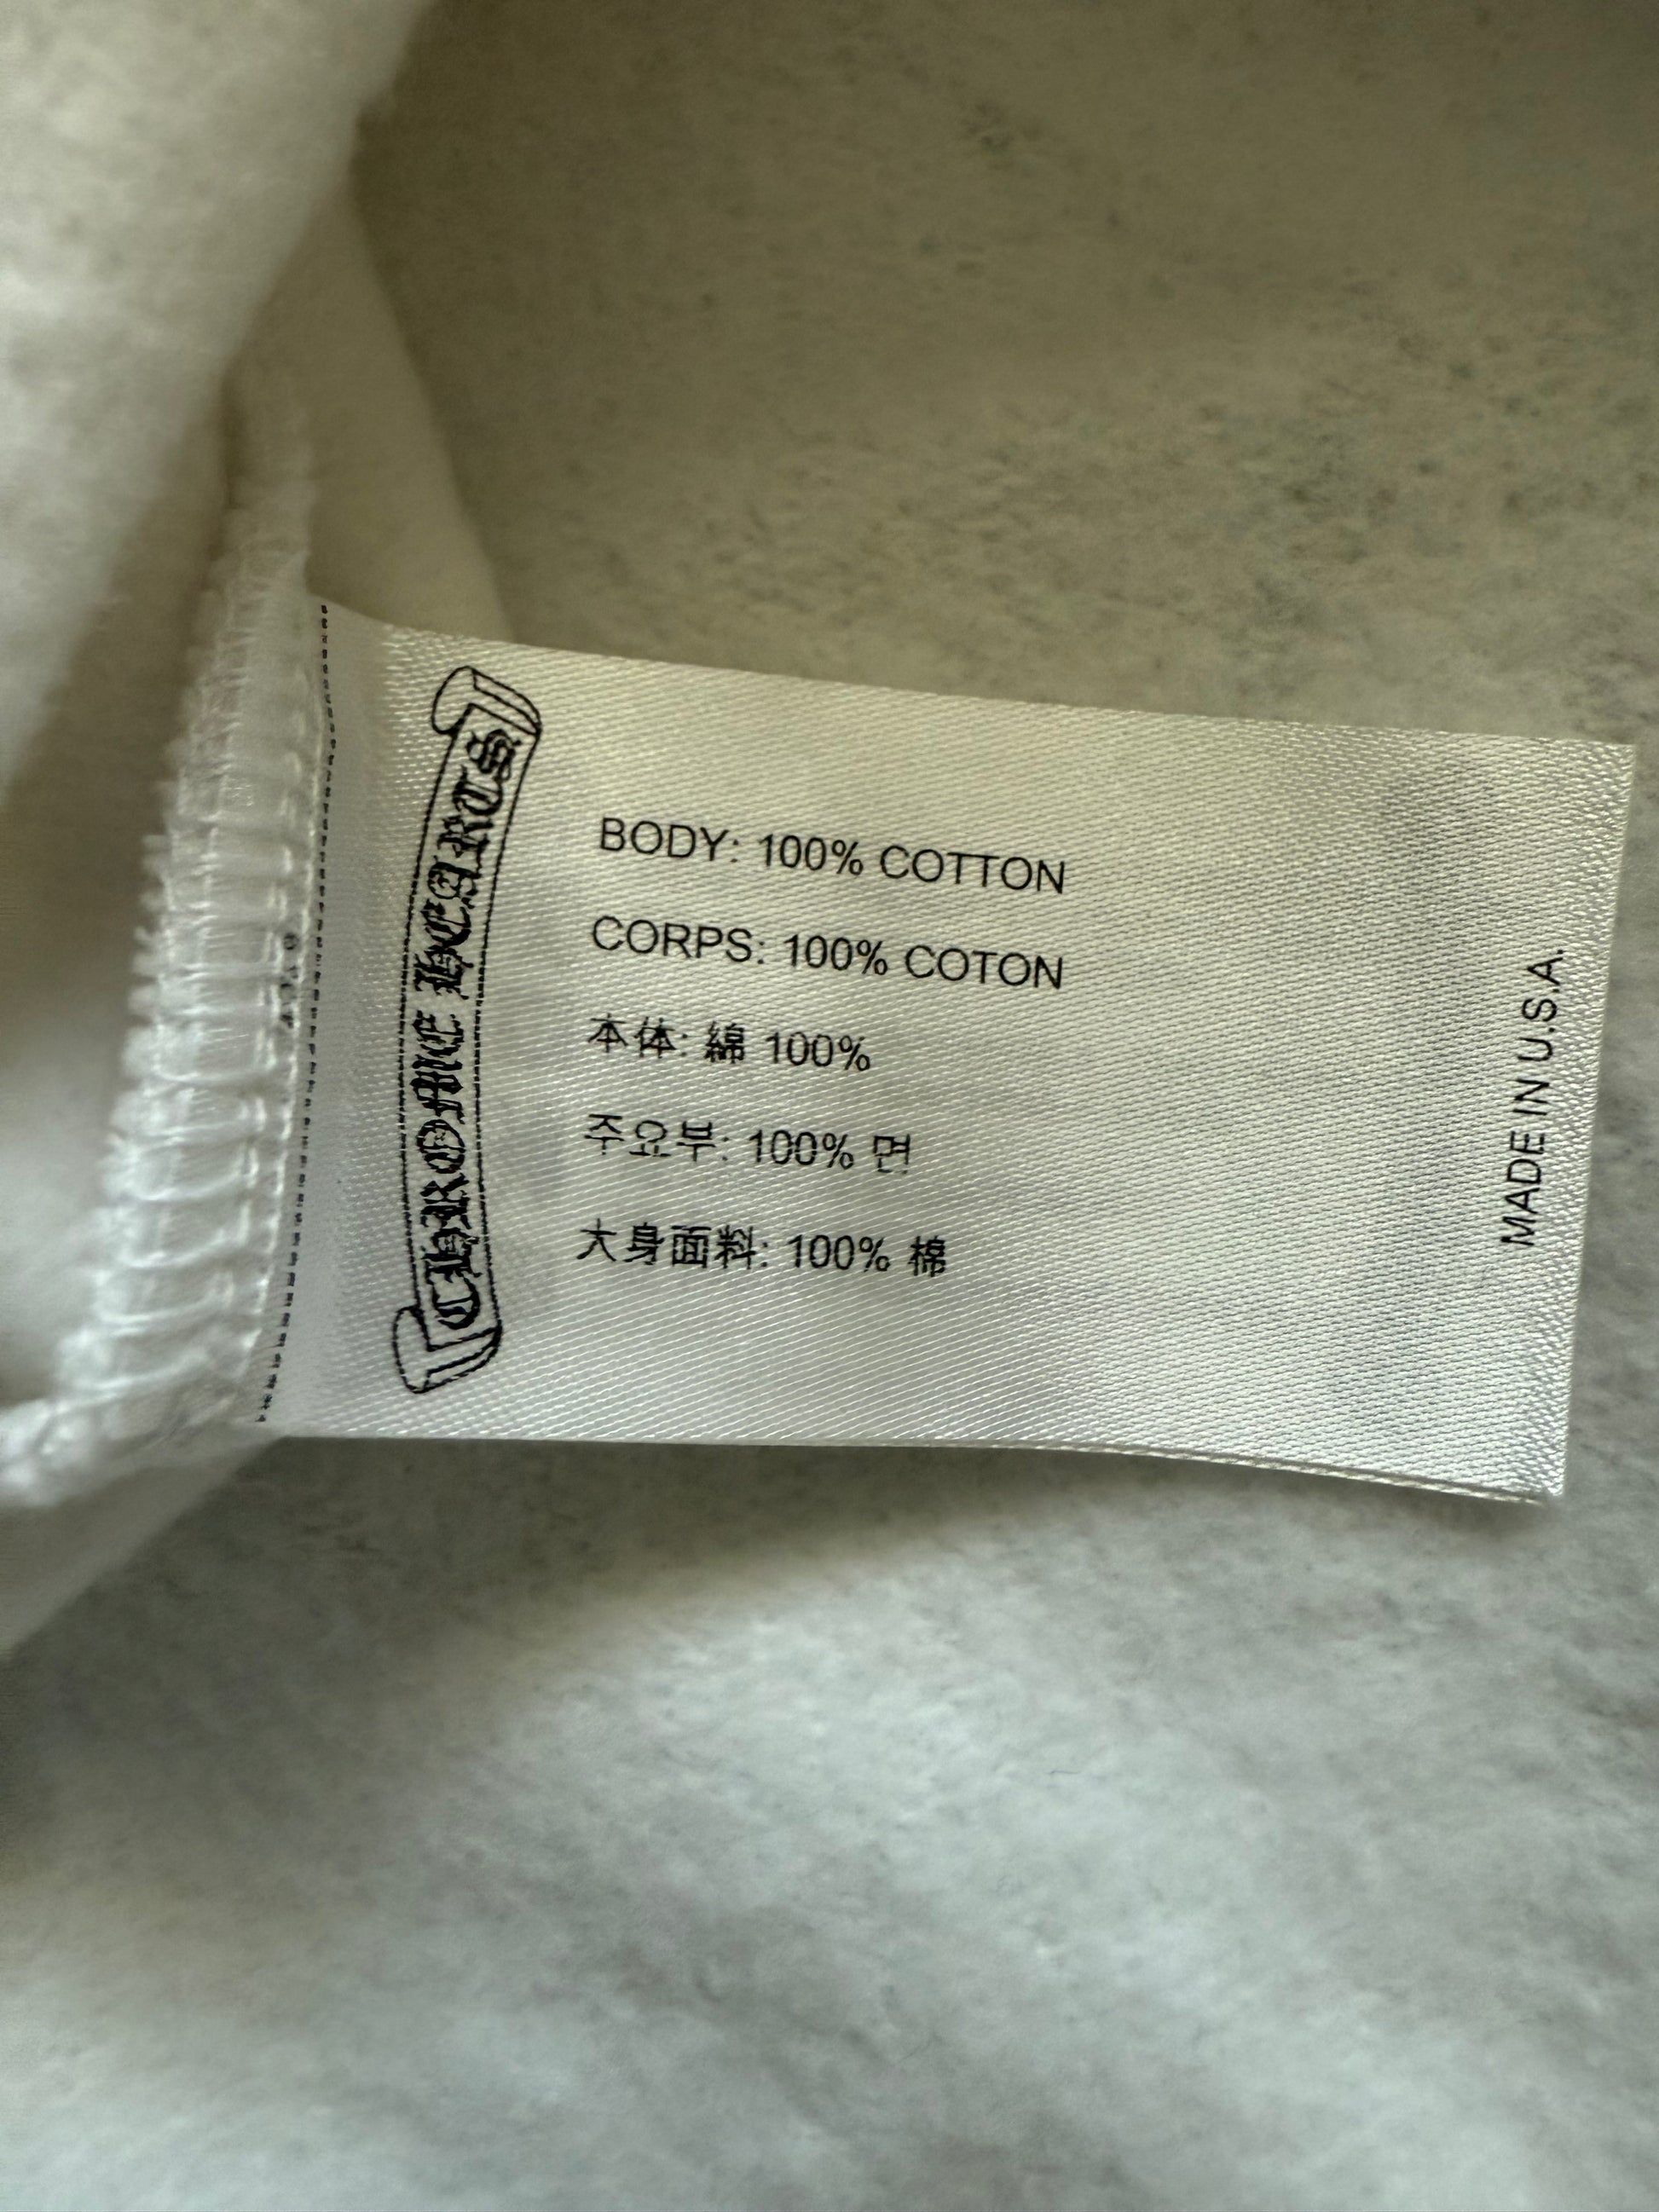 CHROME HEARTS
BODY: 100% COTTON
CORPS: 100% COTON
本体: 綿 100%
주요부: 100% 면
大身面料: 100% 棉
MADE IN U.S.A.